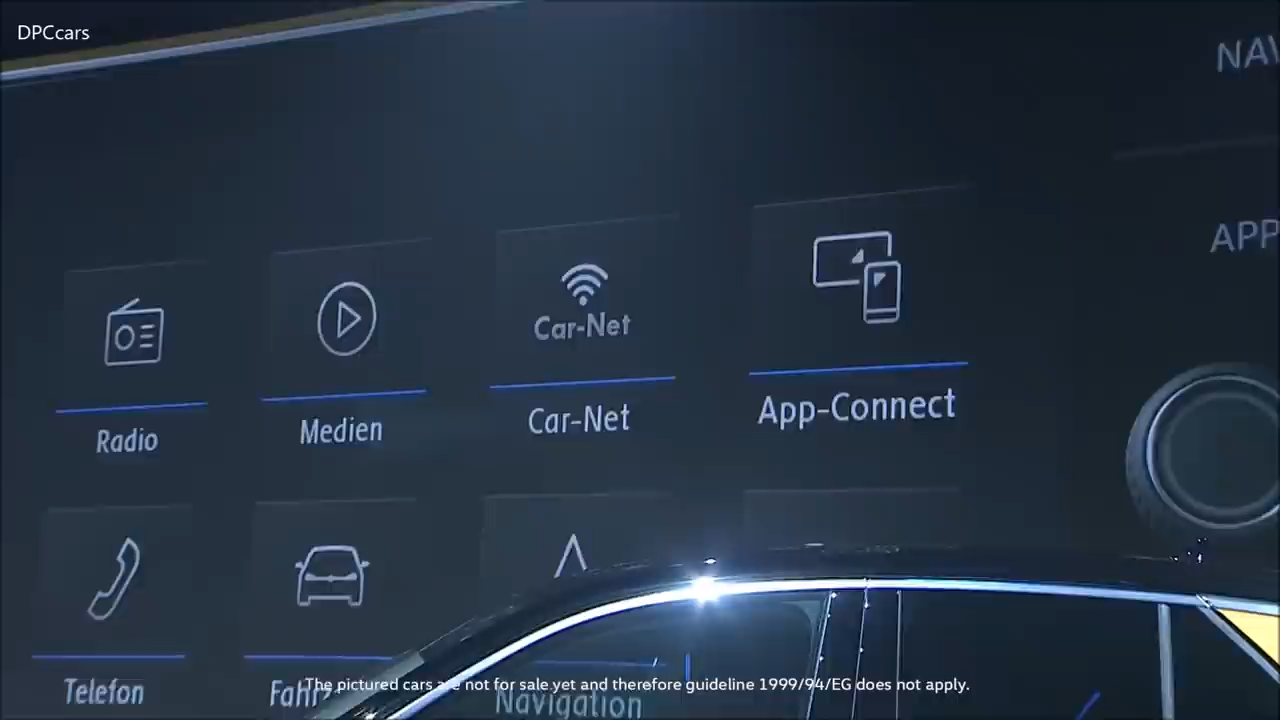 DPCcars
NAV
APP
Car-Net
Radio
Medien
Car-Net
App-Connect
Telefon
Fahrz
Navigation
The pictured cars are not for sale yet and therefore guideline 1999/94/EG does not apply.